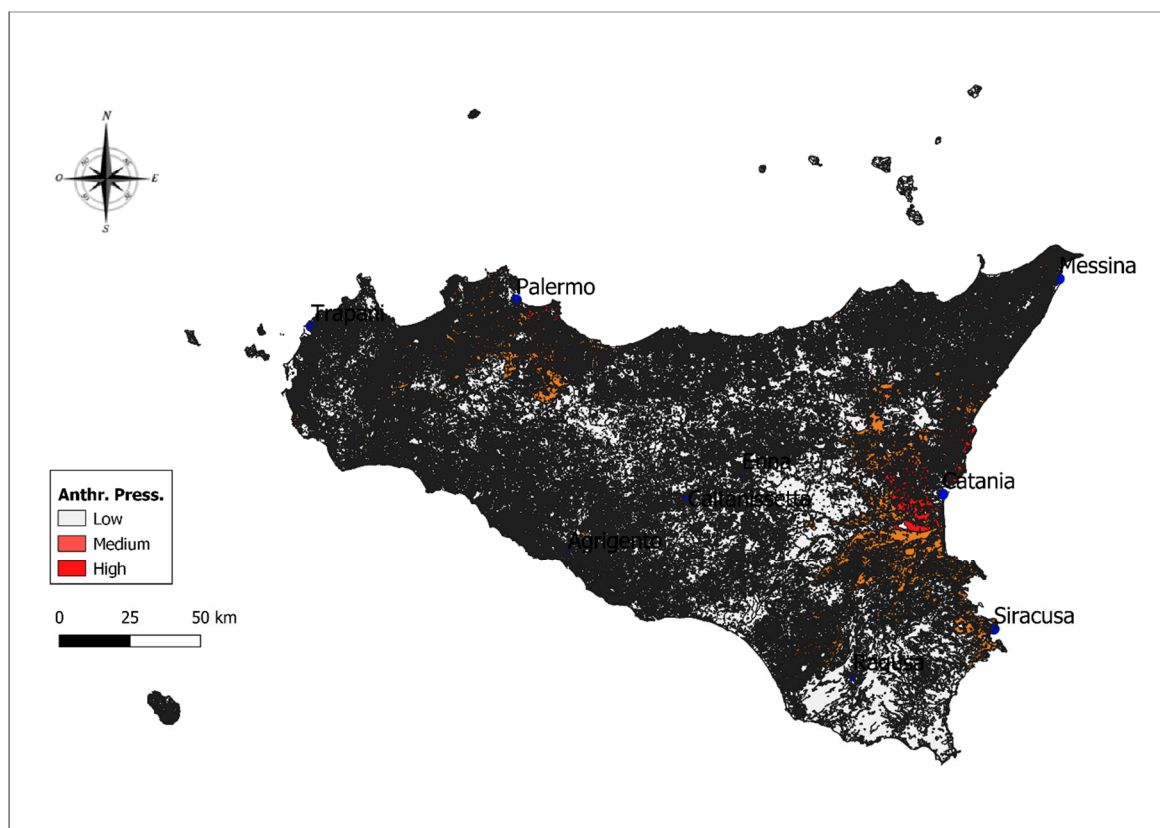 N
O
E
S
Messina
Palermo
Trapani
Enna
Catania
Caltanissetta
Agrigento
Siracusa
Ragusa
Anthr. Press.
Low
Medium
High
0 25 50 km